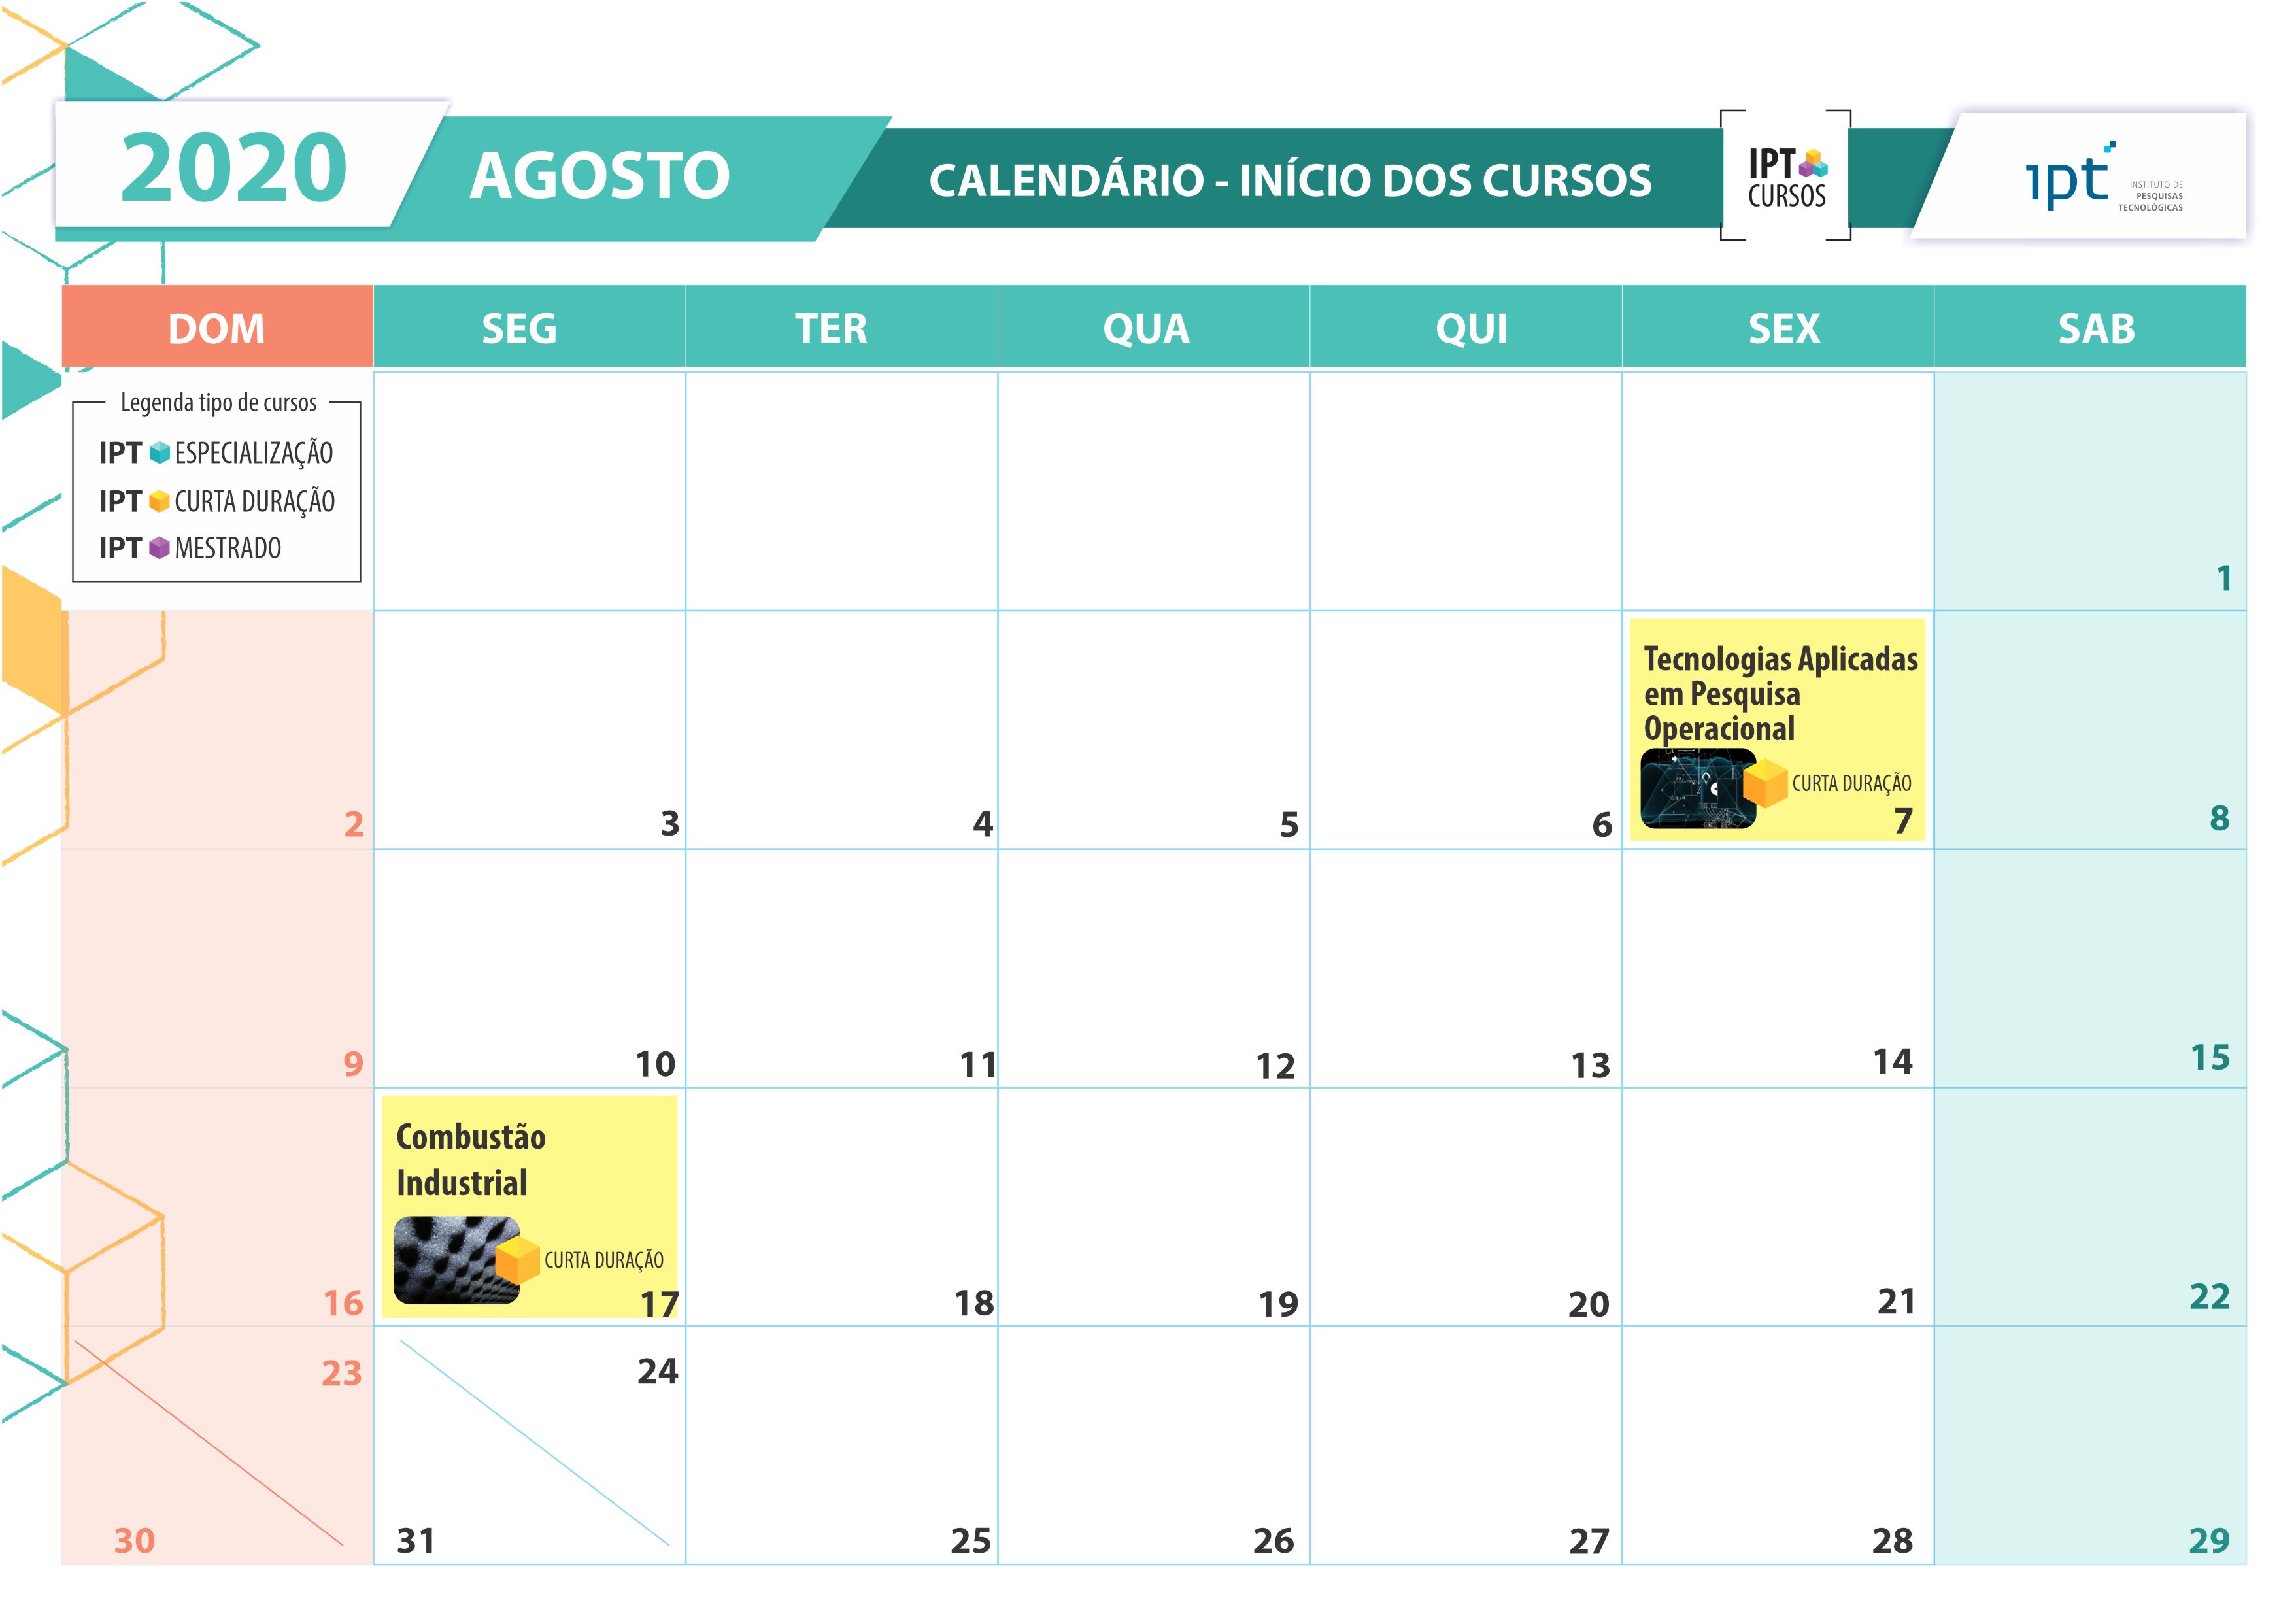 2020
AGOSTO
CALENDÁRIO - INÍCIO DOS CURSOS
IPT
CURSOS
ipt
INSTITUTO DE
PESQUISAS
TECNOLÓGICAS
DOM SEG TER QUA QUI SEX SAB
Legenda tipo de cursos
IPT ESPECIALIZAÇÃO
IPT CURTA DURAÇÃO
IPT MESTRADO
1
Tecnologias Aplicadas
em Pesquisa
Operacional
CURTA DURAÇÃO
2 3 4 5 6 7 8
9 10 11 12 13 14 15
Combustão
Industrial
CURTA DURAÇÃO
16 17 18 19 20 21 22
23 24
30 31 25 26 27 28 29